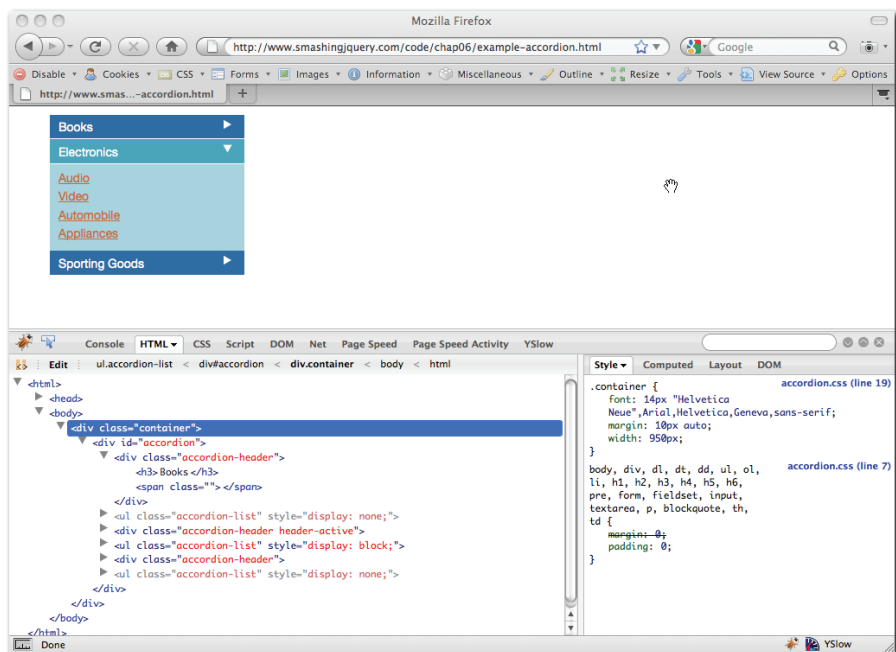 Mozilla Firefox
http://www.smashingjquery.com/code/chap06/example-accordion.html
Google
Disable Cookies CSS Forms Images Information Miscellaneous Outline Resize Tools View Source Options
http://www.smas...-accordion.html +
Books
Electronics
Audio
Video
Automobile
Appliances
Sporting Goods
Console HTML CSS Script DOM Net Page Speed Page Speed Activity YSlow
Edit ul.accordion-list < div#accordion < div.container < body < html
<html>
<head>
<body>
<div class="container">
<div id="accordion">
<div class="accordion-header">
<h3>Books</h3>
<span class=""></span>
</div>
<ul class="accordion-list" style="display: none;">
<div class="accordion-header header-active">
<ul class="accordion-list" style="display: block;">
<div class="accordion-header">
<ul class="accordion-list" style="display: none;">
</div>
</div>
</body>
</html>
Style Computed Layout DOM
.container { accordion.css (line 19)
font: 14px "Helvetica
Neue",Arial,Helvetica,Geneva,sans-serif;
margin: 10px auto;
width: 950px;
}
body, div, dl, dt, dd, ul, ol, accordion.css (line 7)
li, h1, h2, h3, h4, h5, h6,
pre, form, fieldset, input,
textarea, p, blockquote, th,
td {
margin: 0;
padding: 0;
}
Done YSlow